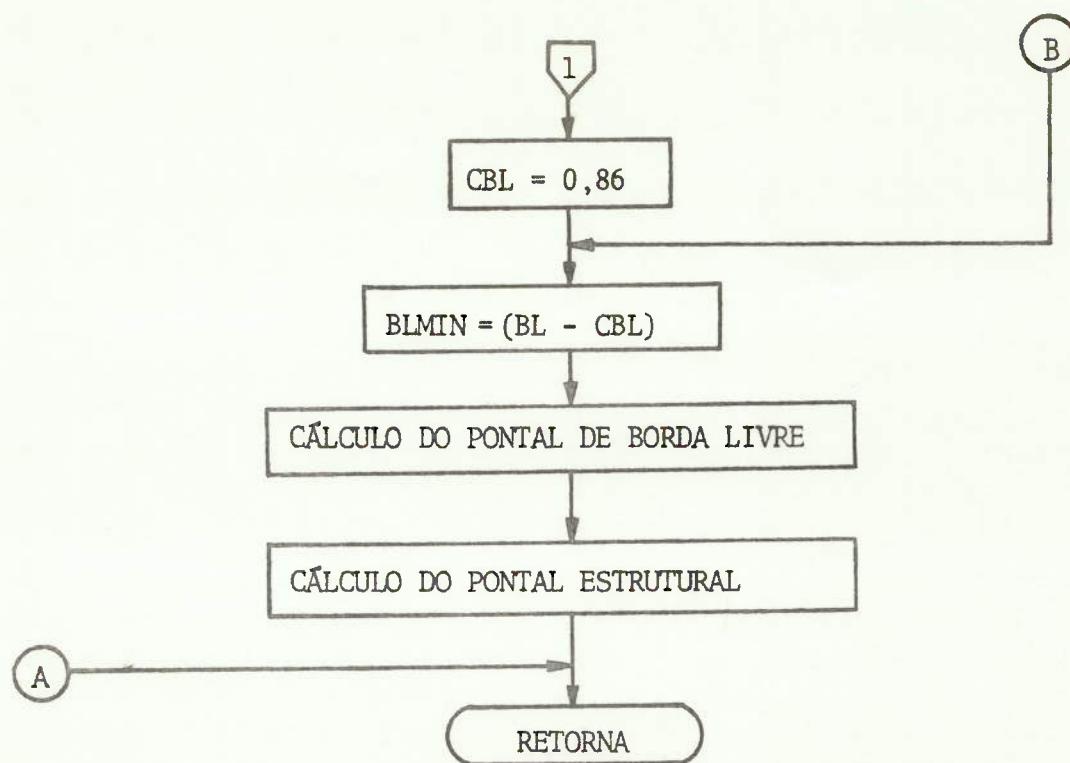 1
B
CBL = 0,86
BLMIN = (BL - CBL)
CÁLCULO DO PONTAL DE BORDA LIVRE
CÁLCULO DO PONTAL ESTRUTURAL
A
RETORNA